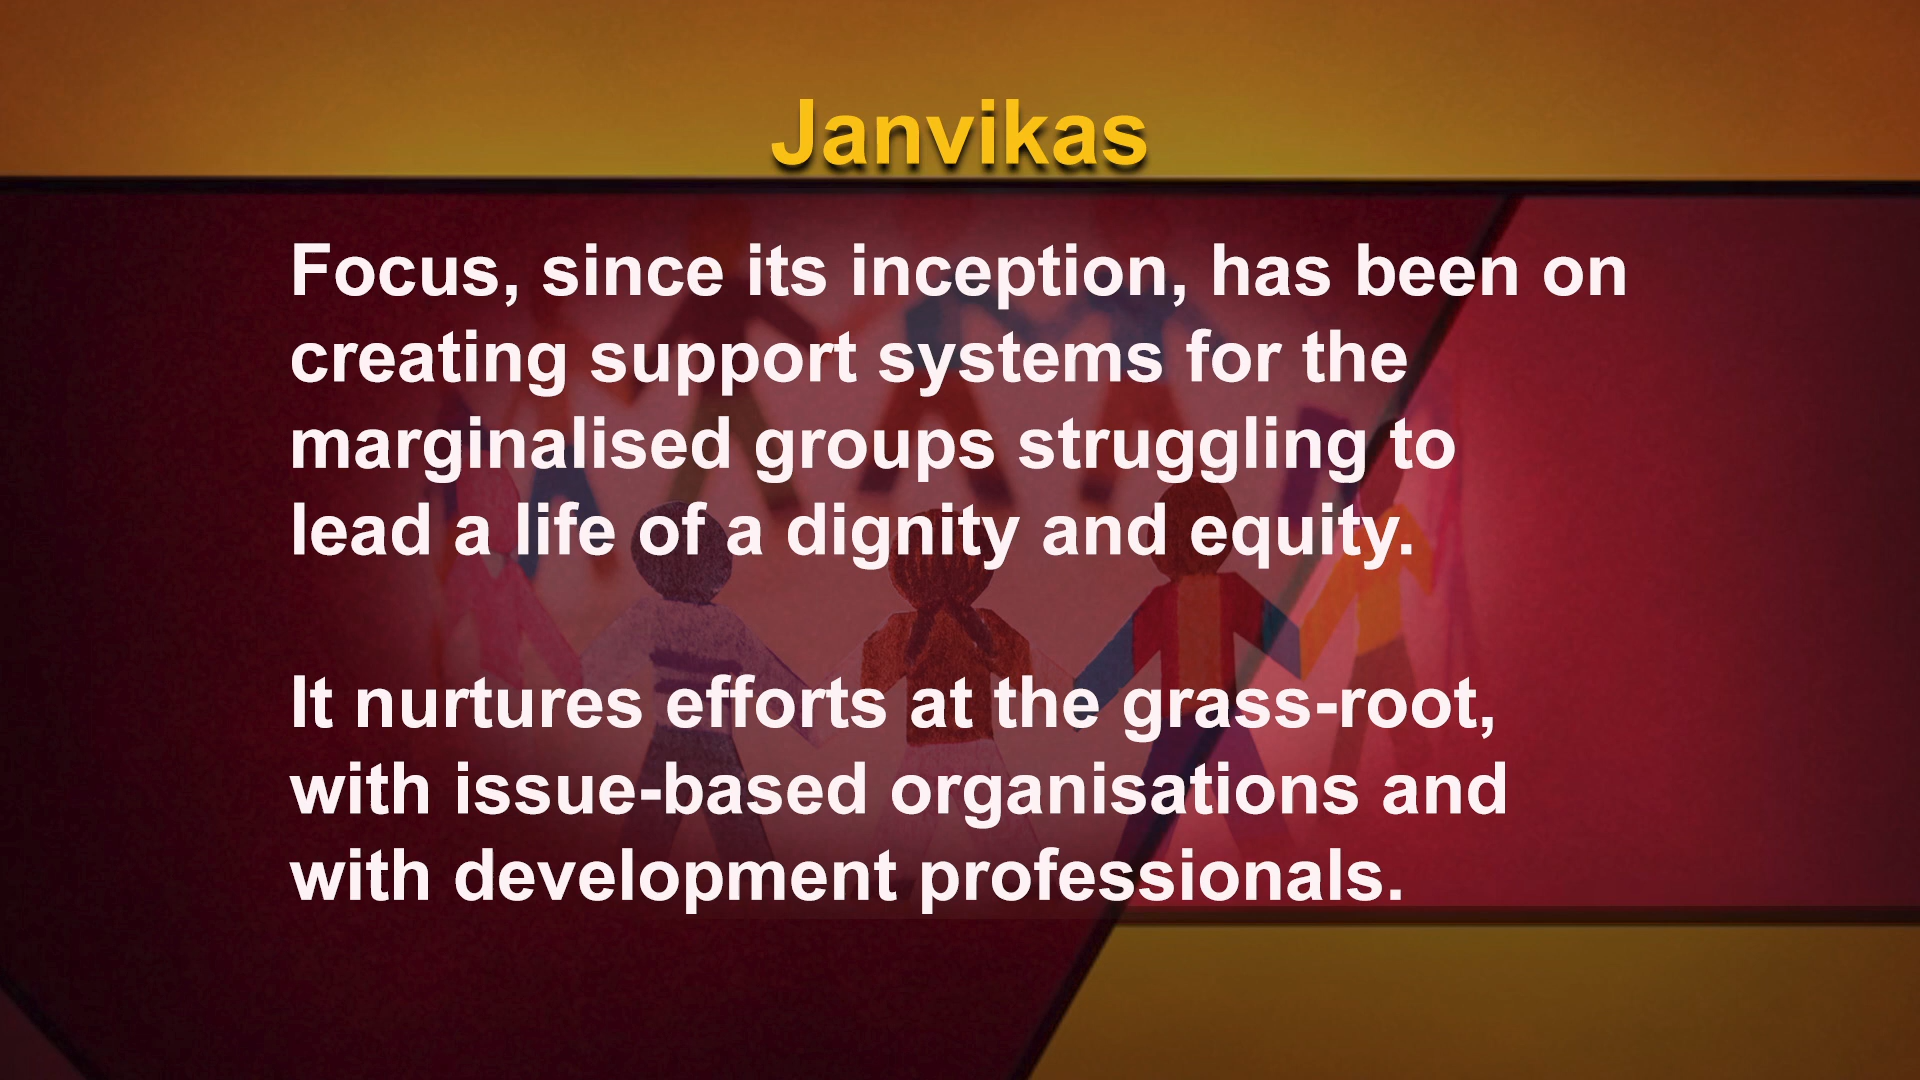 Janvikas
Focus, since its inception, has been on
creating support systems for the
marginalised groups struggling to
lead a life of a dignity and equity.
It nurtures efforts at the grass-root,
with issue-based organisations and
with development professionals.